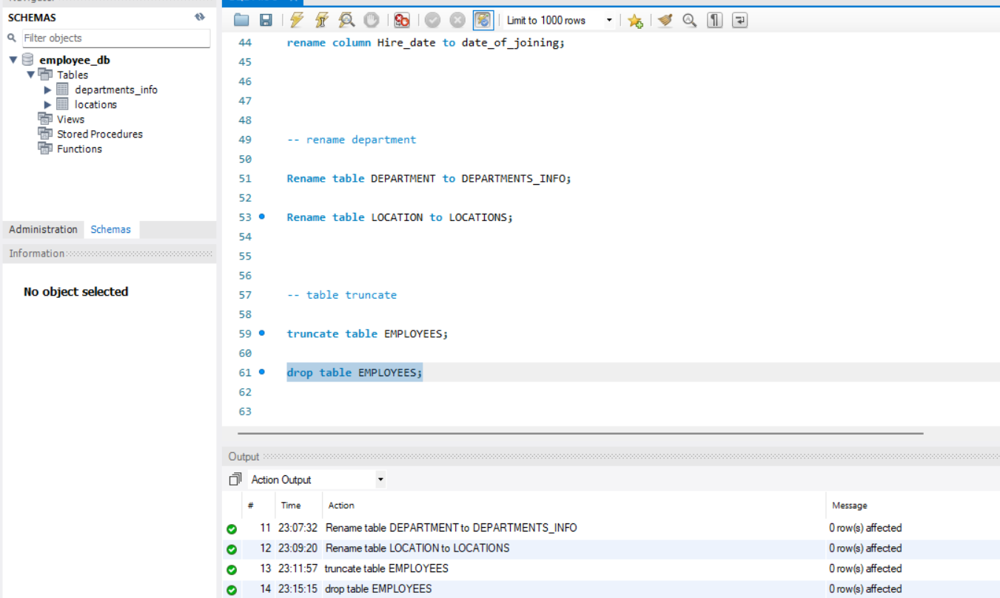 SCHEMAS
Filter objects
employee_db
Tables
departments_info
locations
Views
Stored Procedures
Functions
Administration Schemas
Information
No object selected
Limit to 1000 rows
44 rename column Hire_date to date_of_joining;
45
46
47
48
49 -- rename department
50
51 Rename table DEPARTMENT to DEPARTMENTS_INFO;
52
53 Rename table LOCATION to LOCATIONS;
54
55
56
57 -- table truncate
58
59 truncate table EMPLOYEES;
60
61 drop table EMPLOYEES;
62
63
Output
Action Output
# Time Action Message
11 23:07:32 Rename table DEPARTMENT to DEPARTMENTS_INFO 0 row(s) affected
12 23:09:20 Rename table LOCATION to LOCATIONS 0 row(s) affected
13 23:11:57 truncate table EMPLOYEES 0 row(s) affected
14 23:15:15 drop table EMPLOYEES 0 row(s) affected